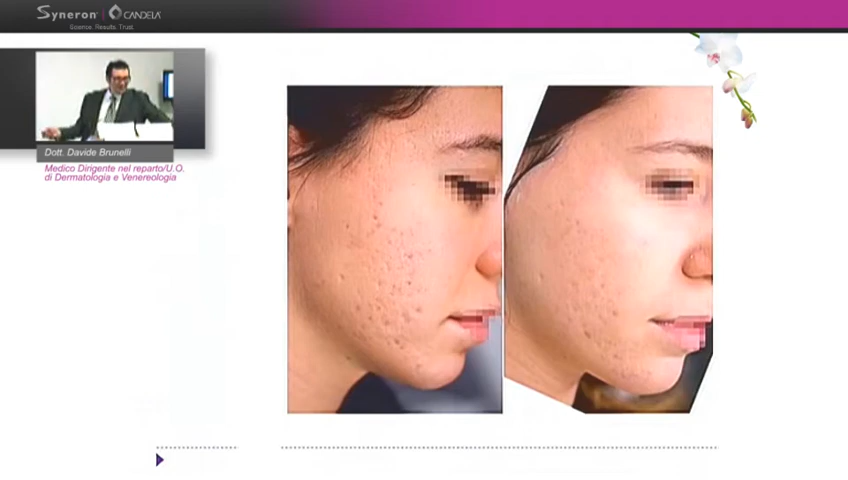 Syneron | CANDELA
Science. Results. Trust.
Dott. Davide Brunelli
Medico Dirigente nel reparto/U.O.
di Dermatologia e Venereologia